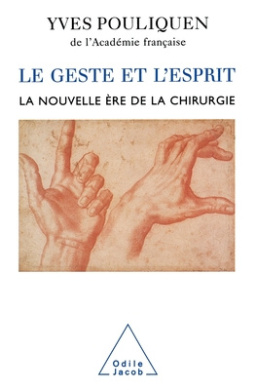 YVES POULIQUEN
de l'Académie française
LE GESTE ET L'ESPRIT
LA NOUVELLE ÈRE DE LA CHIRURGIE
Odile
Jacob